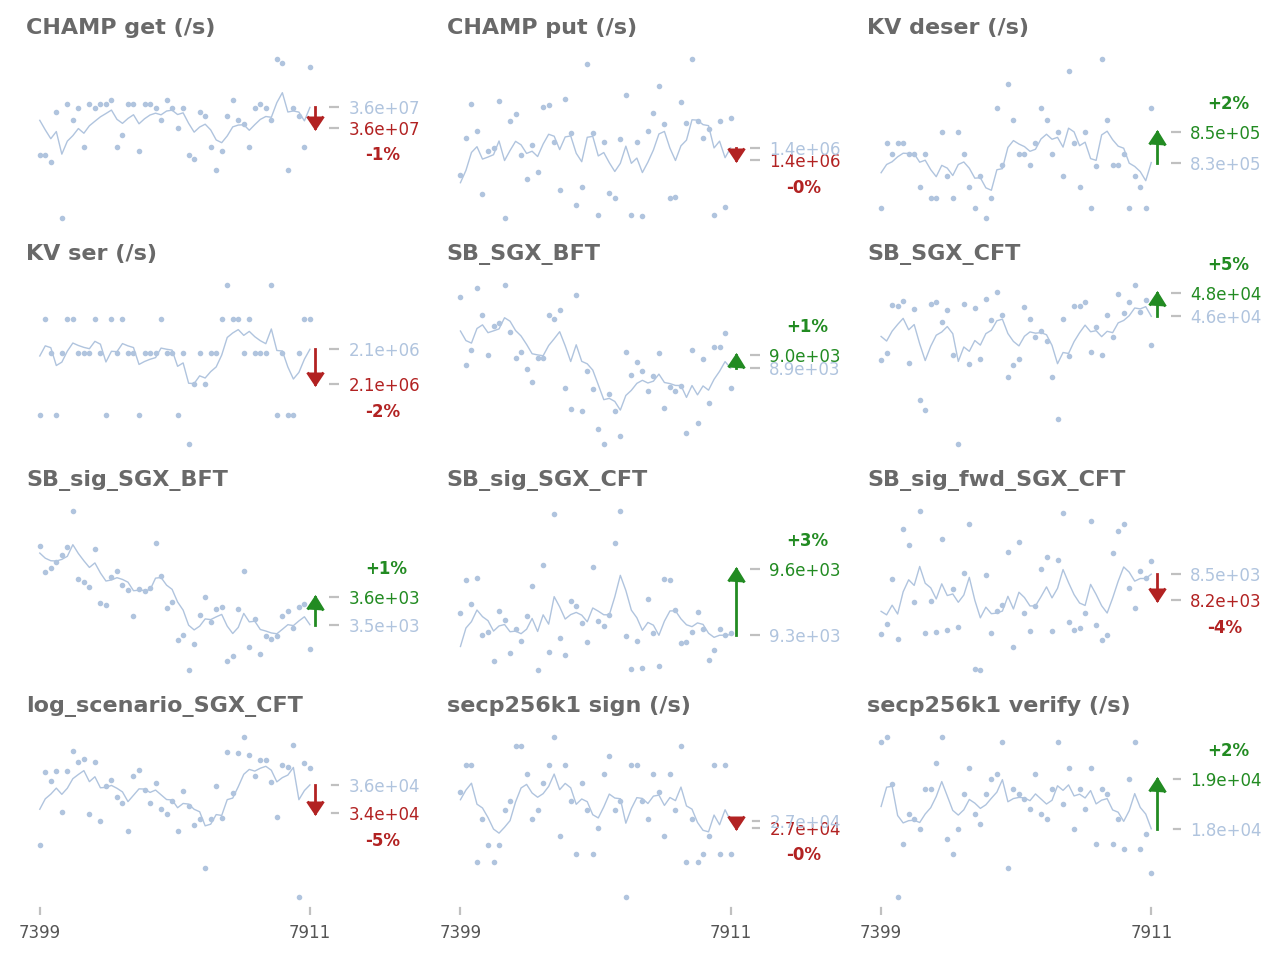 CHAMP get (/s)
3.6e+07
3.6e+07
-1%
CHAMP put (/s)
1.4e+06
1.4e+06
-0%
KV deser (/s)
+2%
8.5e+05
8.3e+05
KV ser (/s)
2.1e+06
2.1e+06
-2%
SB_SGX_BFT
+1%
9.0e+03
8.9e+03
SB_SGX_CFT
+5%
4.8e+04
4.6e+04
SB_sig_SGX_BFT
+1%
3.6e+03
3.5e+03
SB_sig_SGX_CFT
+3%
9.6e+03
9.3e+03
SB_sig_fwd_SGX_CFT
8.5e+03
8.2e+03
-4%
log_scenario_SGX_CFT
3.6e+04
3.4e+04
-5%
7399 7911
secp256k1 sign (/s)
2.7e+04
2.7e+04
-0%
7399 7911
secp256k1 verify (/s)
+2%
1.9e+04
1.8e+04
7399 7911